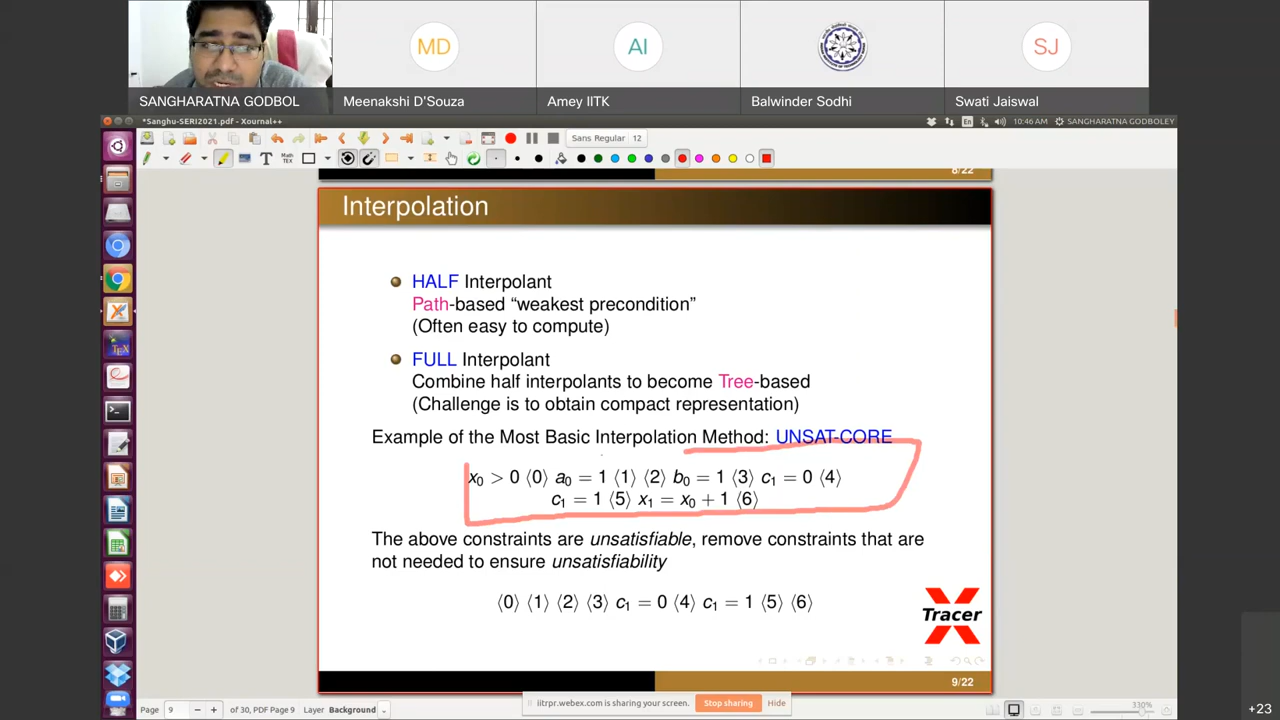 MD
AI
SJ
SANGHARATNA GODBOL
Meenakshi D'Souza
Amey IITK
Balwinder Sodhi
Swati Jaiswal
*Sanghu-SERI2021.pdf - Xournal++
En
10:46 AM
SANGHARATNA GODBOLEY
Sans Regular
12
8/22
Interpolation
HALF Interpolant
Path-based “weakest precondition”
(Often easy to compute)
FULL Interpolant
Combine half interpolants to become Tree-based
(Challenge is to obtain compact representation)
Example of the Most Basic Interpolation Method: UNSAT-CORE
x₀ > 0 ⟨0⟩ a₀ = 1 ⟨1⟩ ⟨2⟩ b₀ = 1 ⟨3⟩ c₁ = 0 ⟨4⟩
c₁ = 1 ⟨5⟩ x₁ = x₀ + 1 ⟨6⟩
The above constraints are unsatisfiable, remove constraints that are
not needed to ensure unsatisfiability
⟨0⟩ ⟨1⟩ ⟨2⟩ ⟨3⟩ c₁ = 0 ⟨4⟩ c₁ = 1 ⟨5⟩ ⟨6⟩
X
Tracer
9/22
litrpr.webex.com is sharing your screen.
Stop sharing
Hide
Page
9
of 30, PDF Page 9
Layer
Background
330%
+23